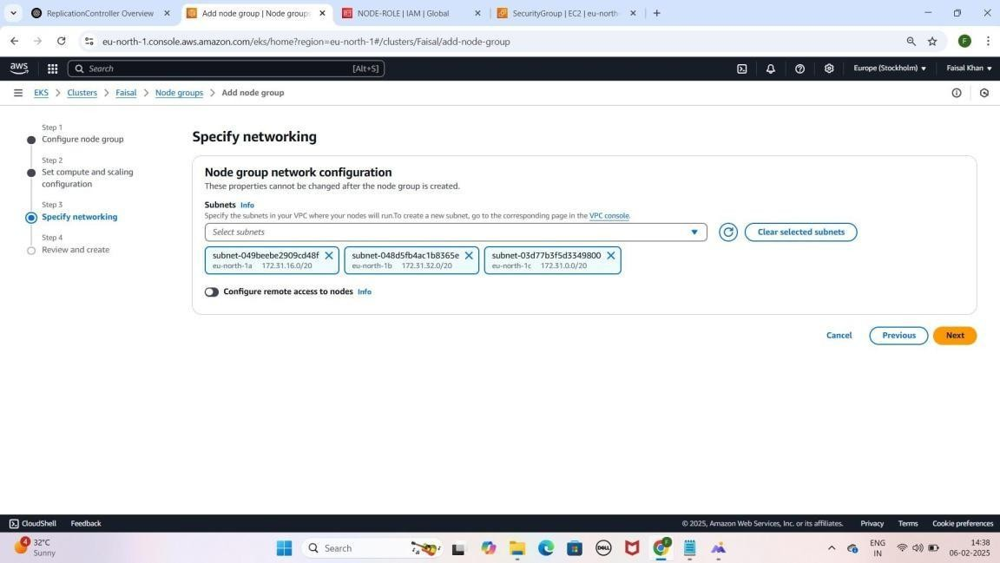 ReplicationController Overview
Add node group | Node groups
NODE-ROLE | IAM | Global
SecurityGroup | EC2 | eu-north-
eu-north-1.console.aws.amazon.com/eks/home?region=eu-north-1#/clusters/Faisal/add-node-group
F
aws
Search
[Alt+S]
Europe (Stockholm)
Faisal Khan
EKS > Clusters > Faisal > Node groups > Add node group
Step 1
Configure node group
Step 2
Set compute and scaling
configuration
Step 3
Specify networking
Step 4
Review and create
Specify networking
Node group network configuration
These properties cannot be changed after the node group is created.
Subnets Info
Specify the subnets in your VPC where your nodes will run.To create a new subnet, go to the corresponding page in the VPC console.
Select subnets
Clear selected subnets
subnet-049beebe2909cd48f
eu-north-1a 172.31.16.0/20
subnet-048d5fb4ac1b8365e
eu-north-1b 172.31.32.0/20
subnet-03d77b3f5d3349800
eu-north-1c 172.31.0.0/20
Configure remote access to nodes Info
Cancel
Previous
Next
CloudShell
Feedback
© 2025, Amazon Web Services, Inc. or its affiliates.
Privacy
Terms
Cookie preferences
4
32°C
Sunny
Search
DELL
F
ENG
IN
14:38
06-02-2025